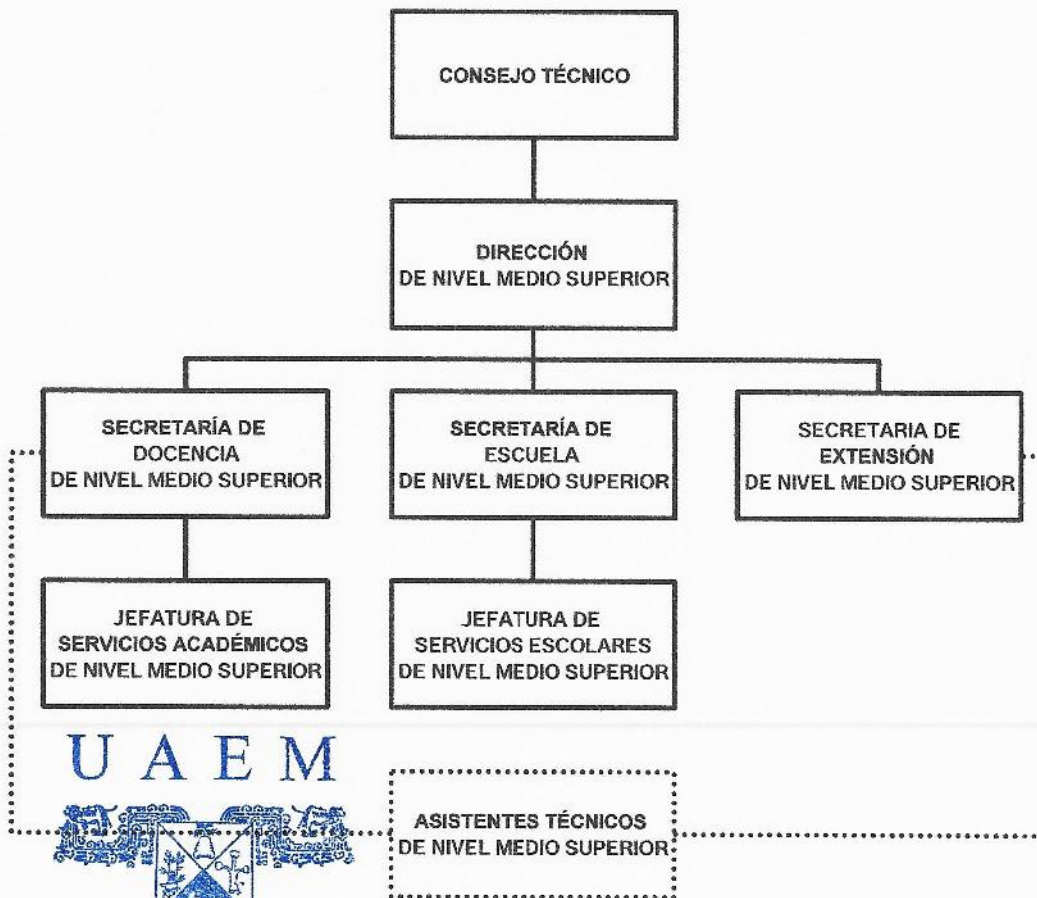 CONSEJO TÉCNICO
DIRECCIÓN
DE NIVEL MEDIO SUPERIOR
SECRETARÍA DE
DOCENCIA
DE NIVEL MEDIO SUPERIOR
SECRETARÍA DE
ESCUELA
DE NIVEL MEDIO SUPERIOR
SECRETARIA DE
EXTENSIÓN
DE NIVEL MEDIO SUPERIOR
JEFATURA DE
SERVICIOS ACADÉMICOS
DE NIVEL MEDIO SUPERIOR
JEFATURA DE
SERVICIOS ESCOLARES
DE NIVEL MEDIO SUPERIOR
UAEM
ASISTENTES TÉCNICOS
DE NIVEL MEDIO SUPERIOR